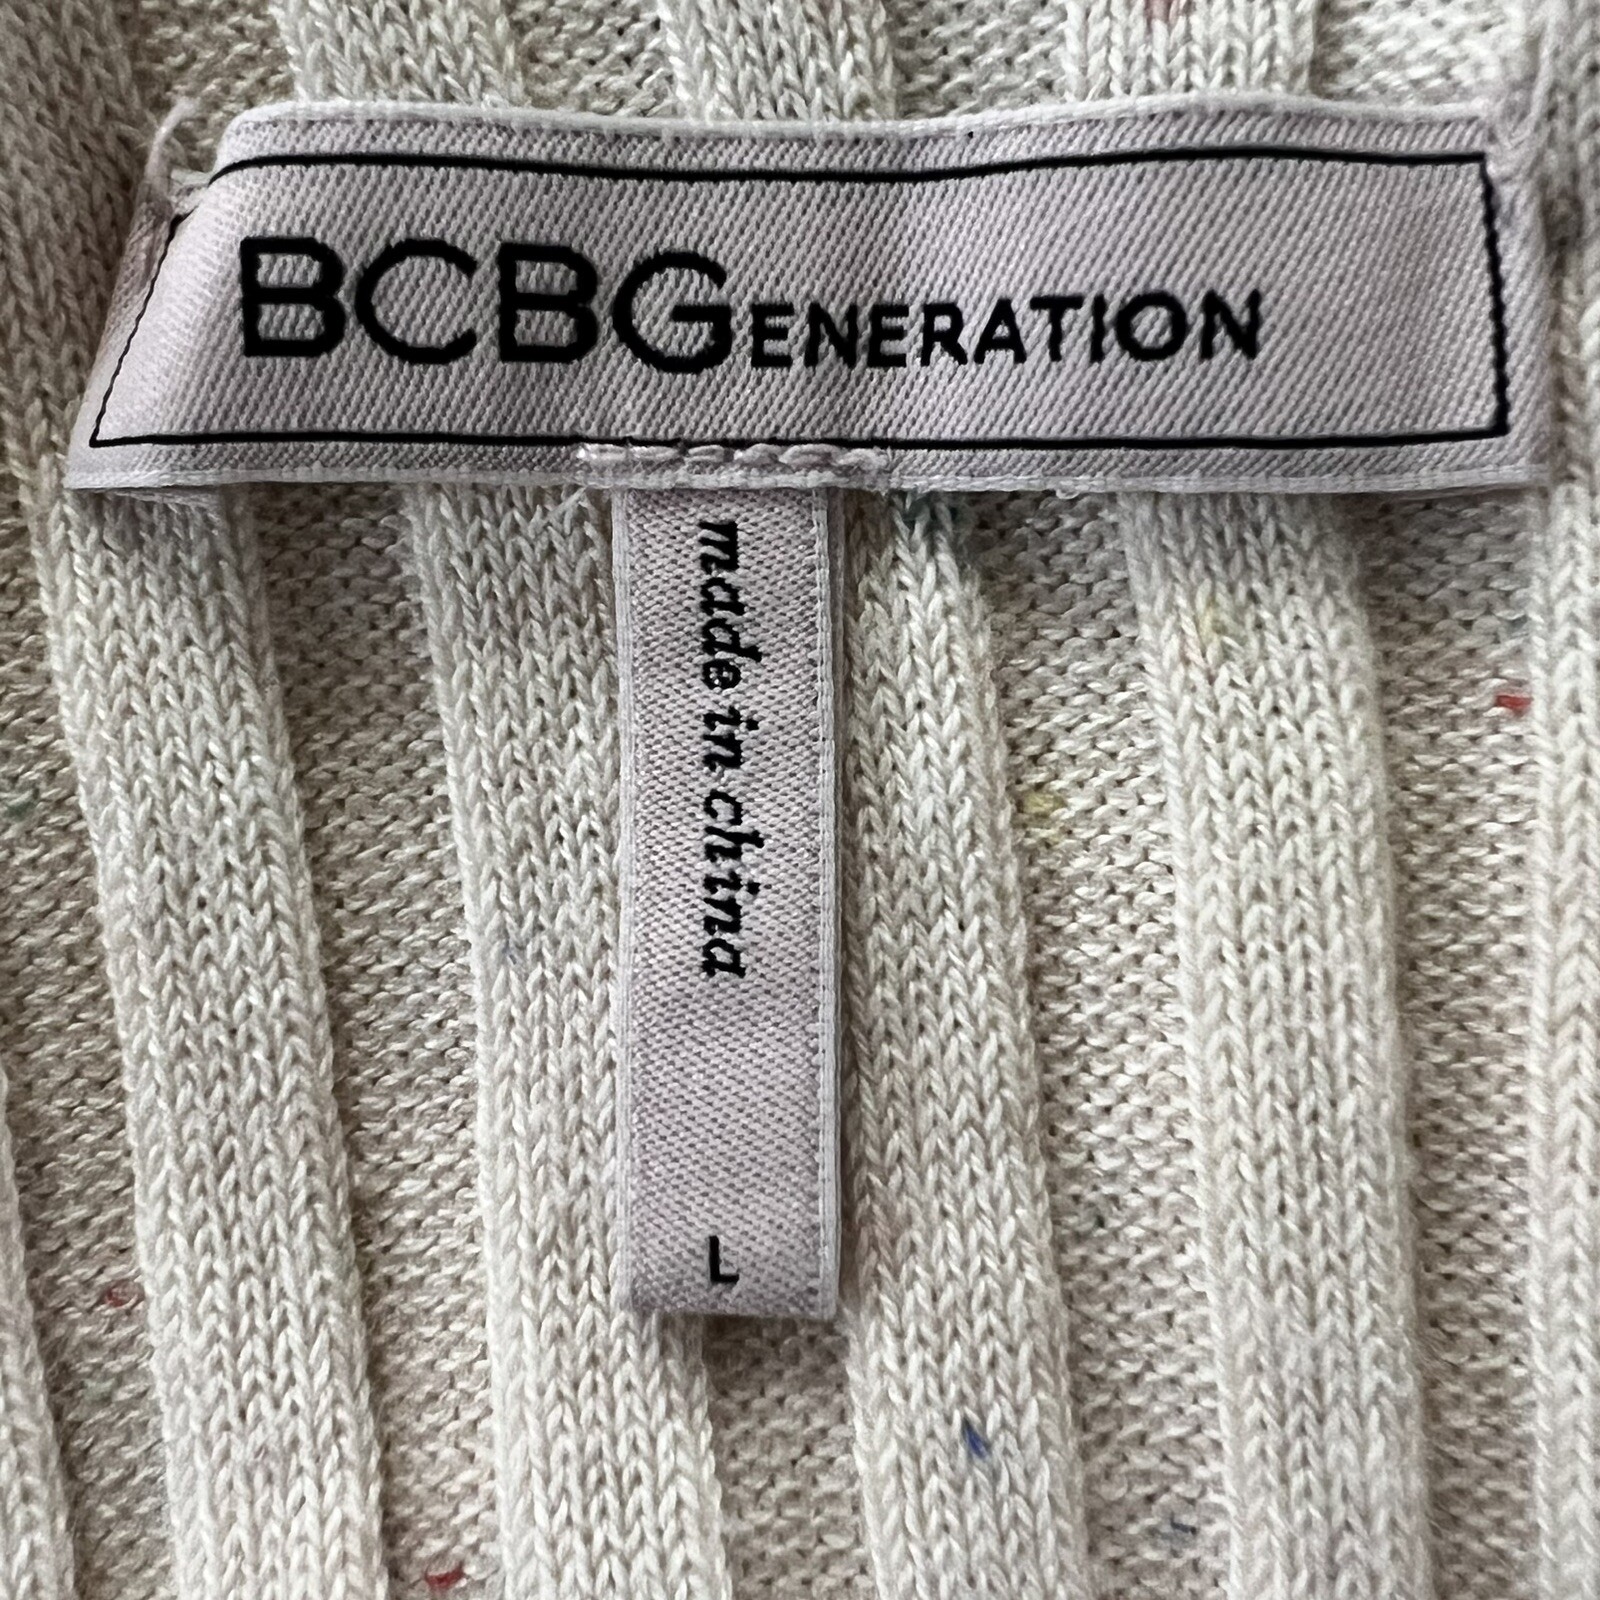 BCBGENERATION
made in china
L